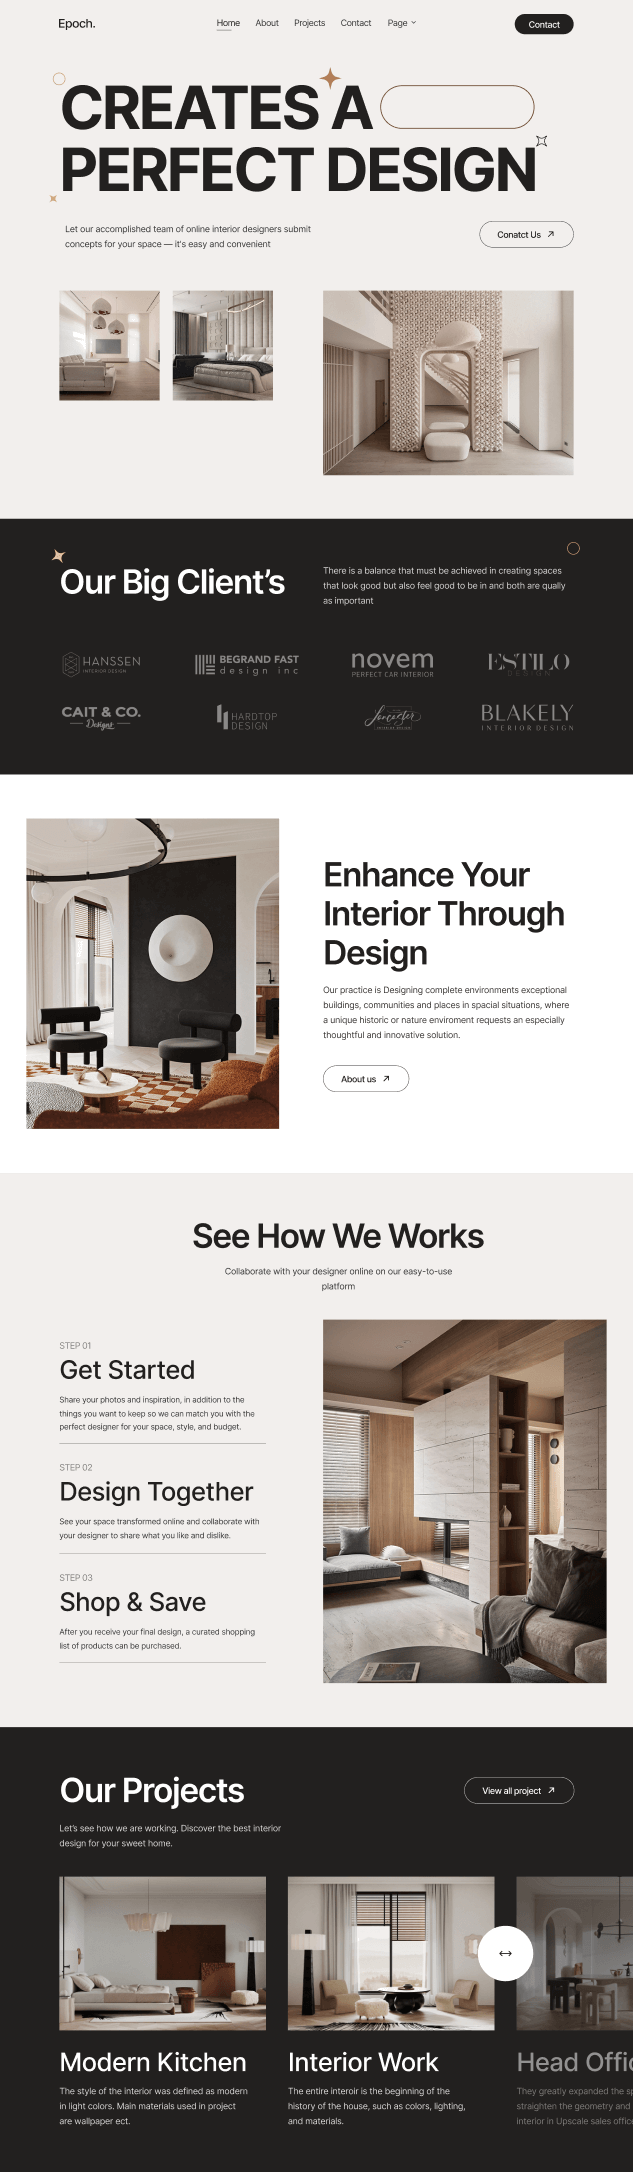 Epoch.
Home About Projects Contact Page
Contact
CREATES A
PERFECT DESIGN
Let our accomplished team of online interior designers submit
concepts for your space — it's easy and convenient
Conatct Us
Our Big Client's
There is a balance that must be achieved in creating spaces
that look good but also feel good to be in and both are qually
as important
HANSSEN
INTERIOR DESIGN
BEGRAND FAST
design inc
novem
PERFECT CAR INTERIOR
ESTILO
DESIGN
CAIT & CO.
Designs
HARDTOP
DESIGN
Lancaster
BLAKELY
INTERIOR DESIGN
Enhance Your
Interior Through
Design
Our practice is Designing complete environments exceptional
buildings, communities and places in spacial situations, where
a unique historic or nature enviroment requests an especially
thoughtful and innovative solution.
About us
See How We Works
Collaborate with your designer online on our easy-to-use
platform
STEP 01
Get Started
Share your photos and inspiration, in addition to the
things you want to keep so we can match you with the
perfect designer for your space, style, and budget.
STEP 02
Design Together
See your space transformed online and collaborate with
your designer to share what you like and dislike.
STEP 03
Shop & Save
After you receive your final design, a curated shopping
list of products can be purchased.
Our Projects
View all project
Let's see how we are working. Discover the best interior
design for your sweet home.
Modern Kitchen
The style of the interior was defined as modern
in light colors. Main materials used in project
are wallpaper ect.
Interior Work
The entire interoir is the beginning of the
history of the house, such as colors, lighting,
and materials.
Head Offic
They greatly expanded the sp
straighten the geometry and
interior in Upscale sales office